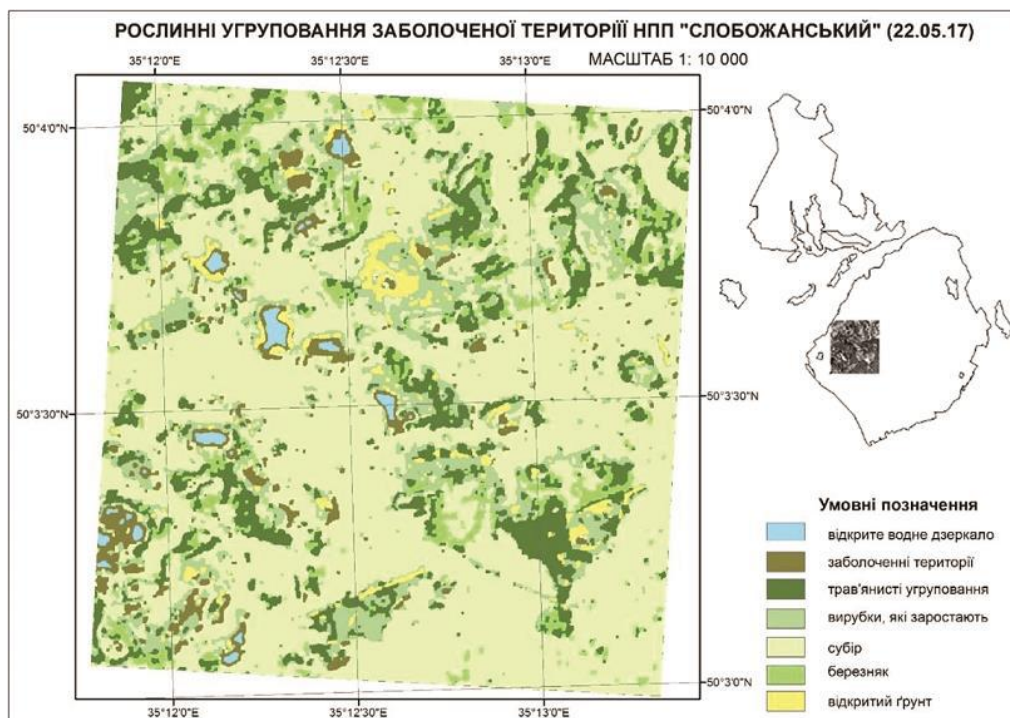 РОСЛИННІ УГРУПОВАННЯ ЗАБОЛОЧЕНОЇ ТЕРИТОРІЇЇ НПП "СЛОБОЖАНСЬКИЙ" (22.05.17)
МАСШТАБ 1: 10 000
35°12'0"E 35°12'30"E 35°13'0"E
50°4'0"N 50°4'0"N
50°3'30"N 50°3'30"N
50°3'0"N
35°12'0"E 35°12'30"E 35°13'0"E
Умовні позначення
відкрите водне дзеркало
заболоченні території
трав'янисті угруповання
вирубки, які заростають
субір
березняк
відкритий ґрунт